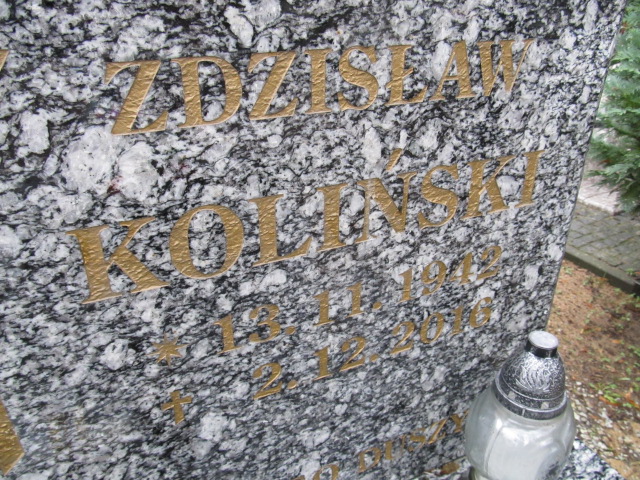 ZDZISŁAW
KOLIŃSKI
* 13. 11. 1942
✝ 2. 12. 2016